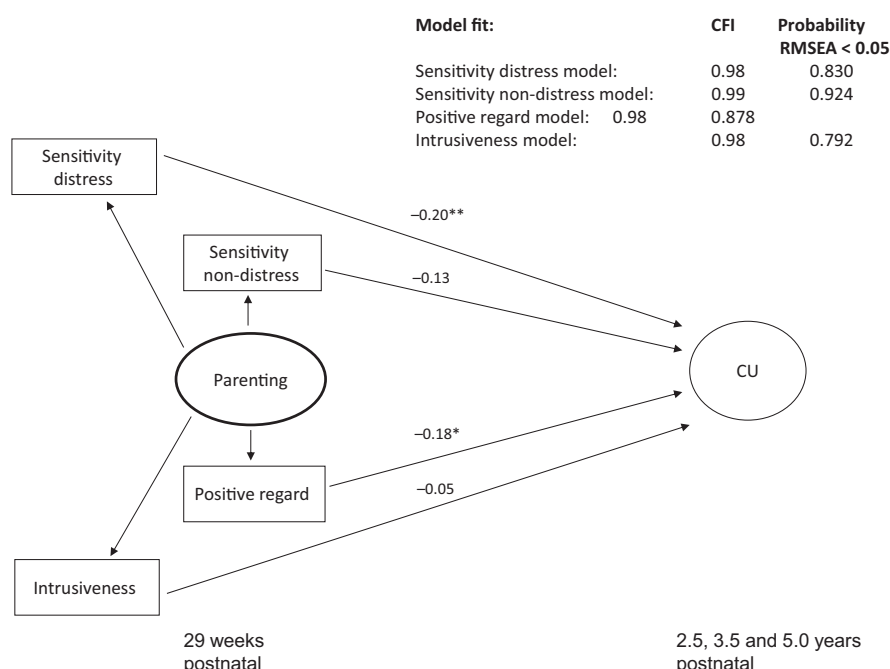 Model fit: CFI Probability
RMSEA < 0.05
Sensitivity distress model: 0.98 0.830
Sensitivity non-distress model: 0.99 0.924
Positive regard model: 0.98 0.878
Intrusiveness model: 0.98 0.792
Sensitivity
distress
–0.20**
Sensitivity
non-distress
–0.13
Parenting
CU
–0.18*
Positive regard
–0.05
Intrusiveness
29 weeks
postnatal
2.5, 3.5 and 5.0 years
postnatal